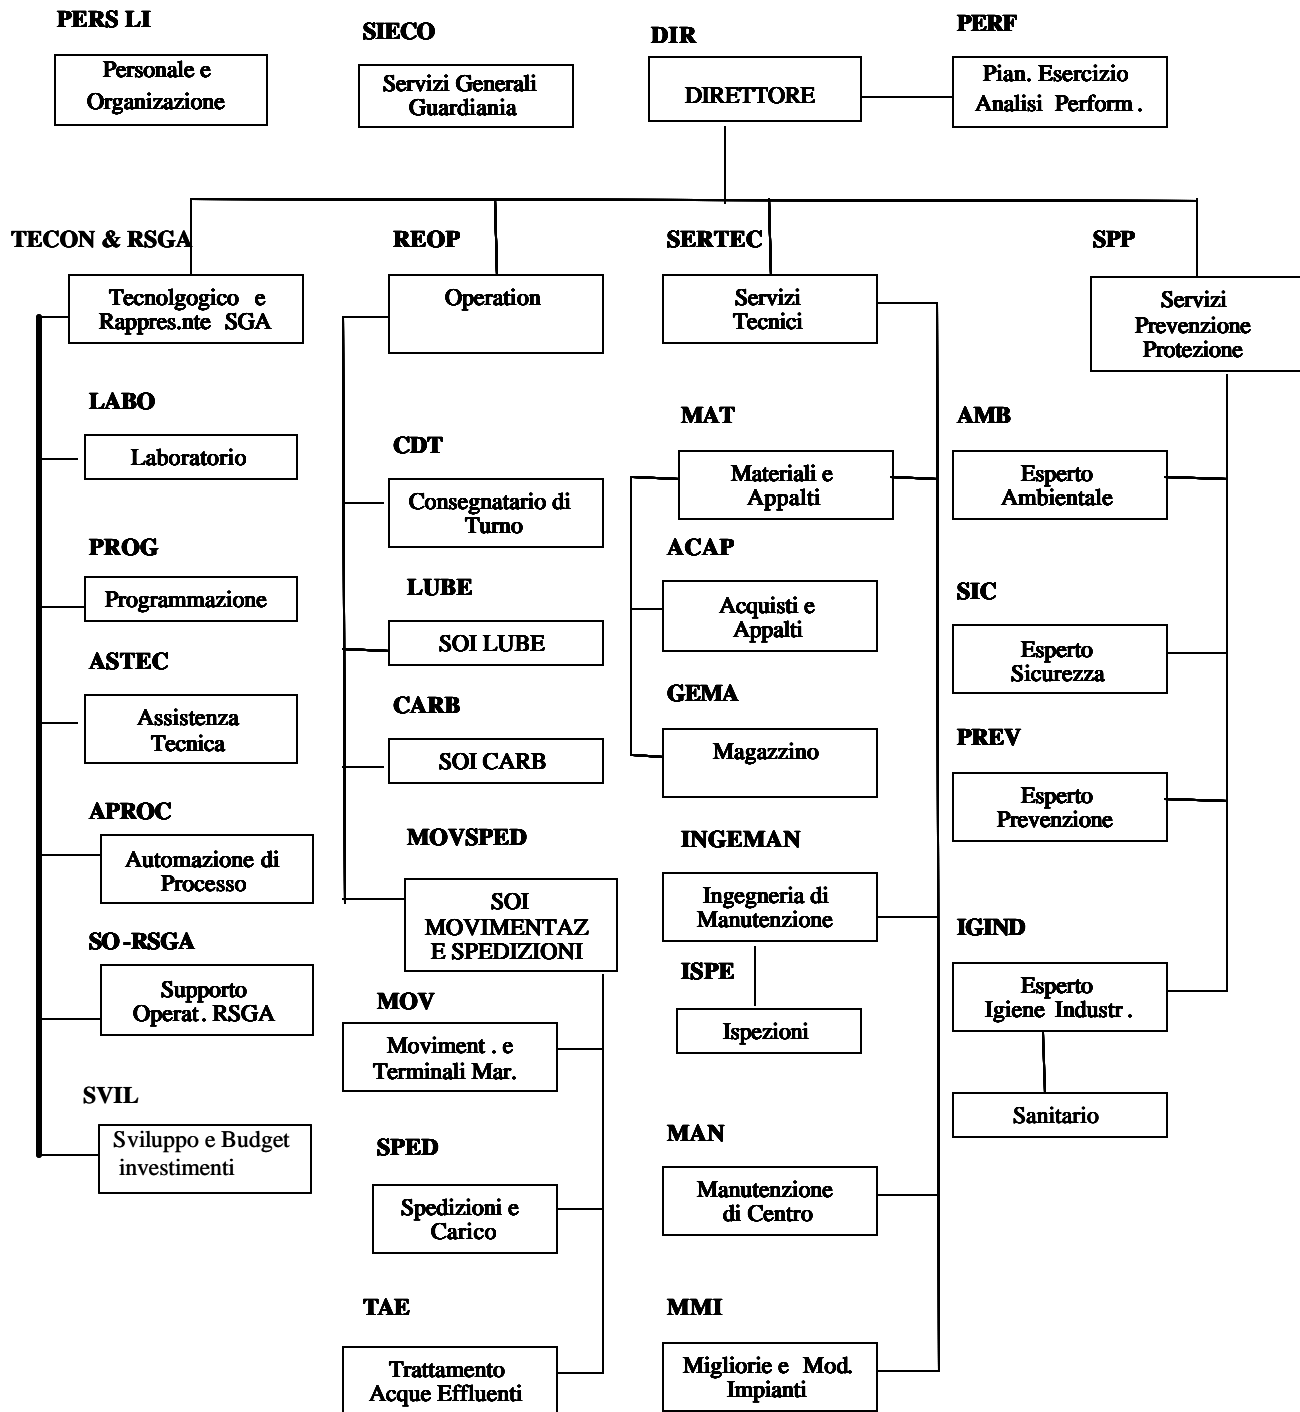 PERS LI
Personale e
Organizazione
SIECO
Servizi Generali
Guardiania
DIR
DIRETTORE
PERF
Pian. Esercizio
Analisi Perform .
TECON & RSGA
Tecnolgogico e
Rappres.nte SGA
LABO
Laboratorio
PROG
Programmazione
ASTEC
Assistenza
Tecnica
APROC
Automazione di
Processo
SO-RSGA
Supporto
Operat. RSGA
SVIL
Sviluppo e Budget
investimenti
REOP
Operation
CDT
Consegnatario di
Turno
LUBE
SOI LUBE
CARB
SOI CARB
MOVSPED
SOI
MOVIMENTAZ
E SPEDIZIONI
MOV
Moviment . e
Terminali Mar.
SPED
Spedizioni e
Carico
TAE
Trattamento
Acque Effluenti
SERTEC
Servizi
Tecnici
MAT
Materiali e
Appalti
ACAP
Acquisti e
Appalti
GEMA
Magazzino
INGEMAN
Ingegneria di
Manutenzione
ISPE
Ispezioni
MAN
Manutenzione
di Centro
MMI
Migliorie e Mod.
Impianti
SPP
Servizi
Prevenzione
Protezione
AMB
Esperto
Ambientale
SIC
Esperto
Sicurezza
PREV
Esperto
Prevenzione
IGIND
Esperto
Igiene Industr .
Sanitario